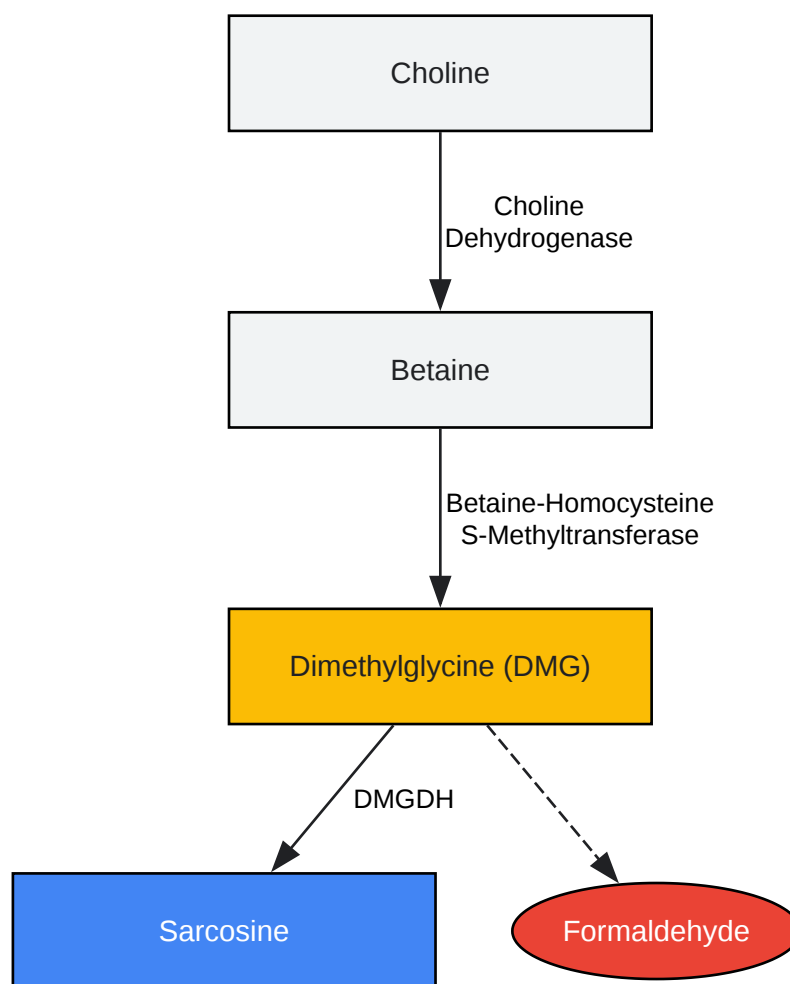 Choline
Choline
Dehydrogenase
Betaine
Betaine-Homocysteine
S-Methyltransferase
Dimethylglycine (DMG)
DMGDH
Sarcosine
Formaldehyde